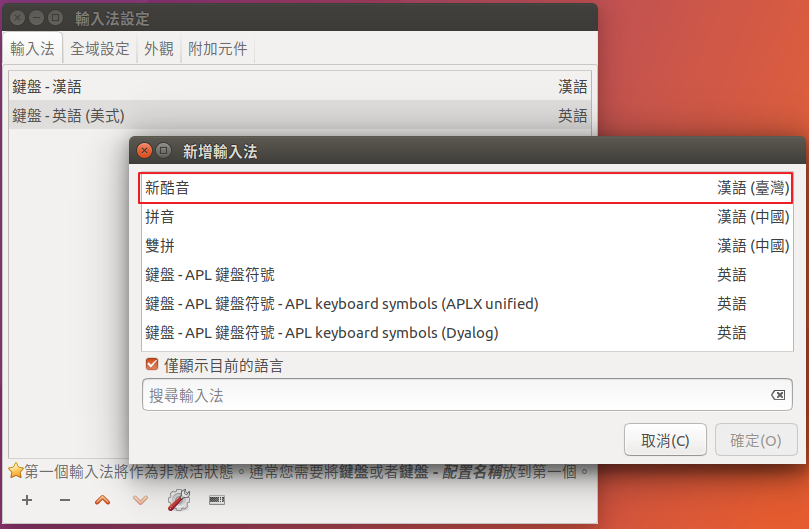 輸入法設定
輸入法 全域設定 外觀 附加元件
鍵盤 - 漢語 漢語
鍵盤 - 英語 (美式) 英語
新增輸入法
新酷音 漢語 (臺灣)
拼音 漢語 (中國)
雙拼 漢語 (中國)
鍵盤 - APL 鍵盤符號 英語
鍵盤 - APL 鍵盤符號 - APL keyboard symbols (APLX unified) 英語
鍵盤 - APL 鍵盤符號 - APL keyboard symbols (Dyalog) 英語
僅顯示目前的語言
搜尋輸入法
取消(C) 確定(O)
第一個輸入法將作為非激活狀態。通常您需要將鍵盤或者鍵盤 - 配置名稱放到第一個。